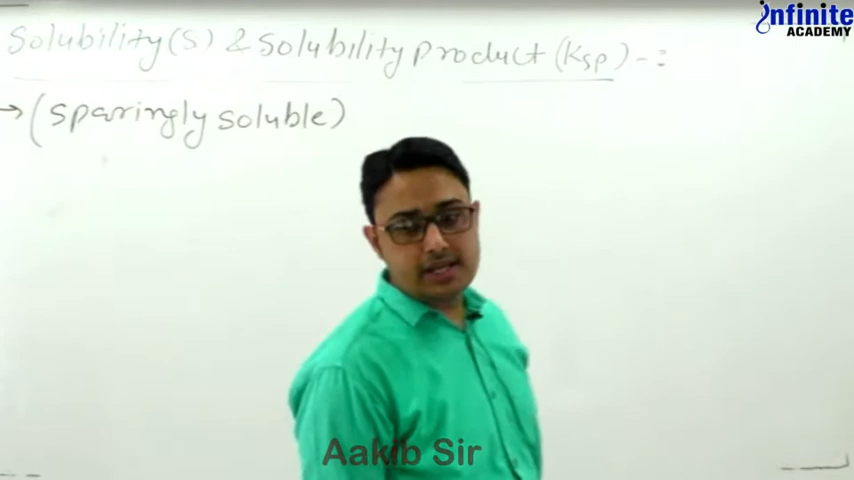 Solubility (S) & Solubility product (Ksp) -:
→ (sparingly soluble)
infinite
ACADEMY
Aakib Sir